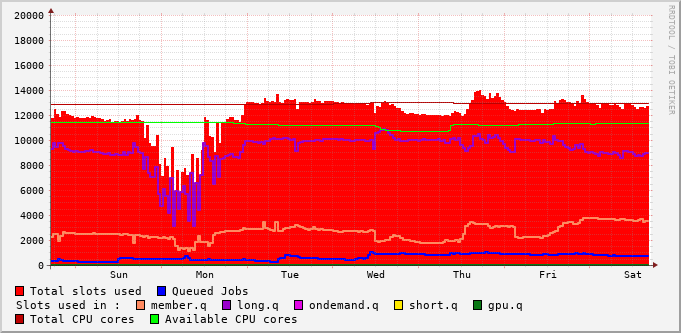 20000
18000
16000
14000
12000
10000
8000
6000
4000
2000
0
Sun Mon Tue Wed Thu Fri Sat
RRDTOOL / TOBI OETIKER
Total slots used Queued Jobs
Slots used in : member.q long.q ondemand.q short.q gpu.q
Total CPU cores Available CPU cores